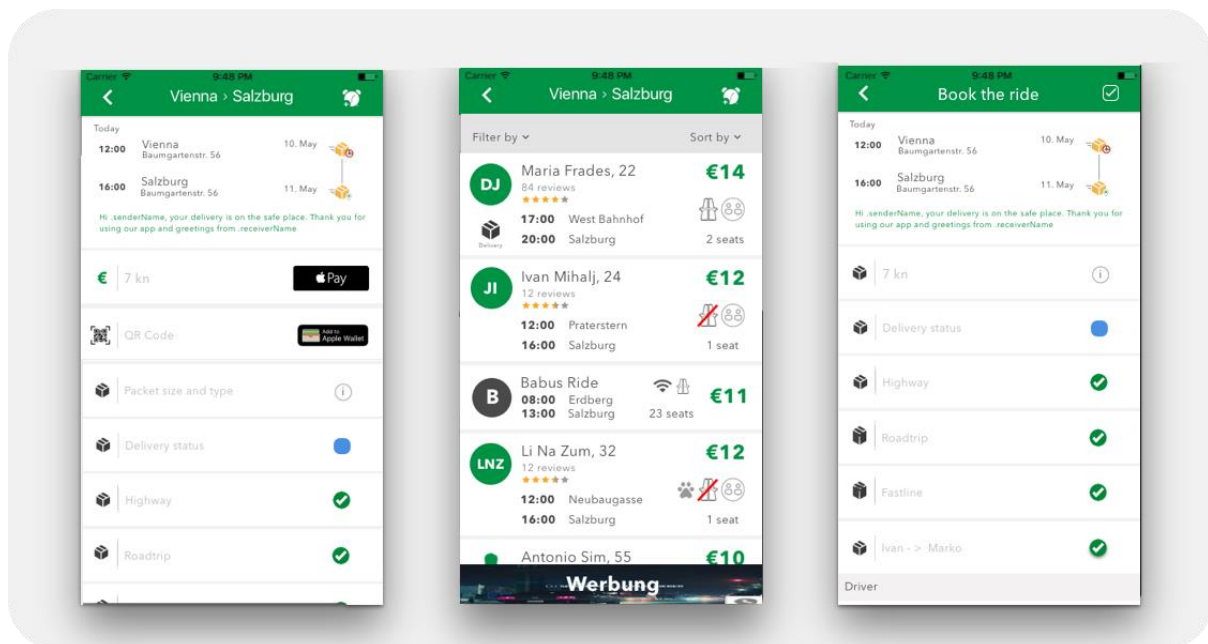 Carrier 9:48 PM
Vienna > Salzburg
Today
12:00 Vienna 10. May
Baumgartenstr. 56
16:00 Salzburg 11. May
Baumgartenstr. 56
Hi .senderName, your delivery is on the safe place. Thank you for
using our app and greetings from .receiverName
€ 7 kn Pay
QR Code Add to
Apple Wallet
Packet size and type
Delivery status
Highway
Roadtrip
Carrier 9:48 PM
Vienna > Salzburg
Filter by Sort by
DJ Maria Frades, 22 €14
84 reviews
17:00 West Bahnhof
Delivery 20:00 Salzburg 2 seats
JI Ivan Mihalj, 24 €12
12 reviews
12:00 Praterstern
16:00 Salzburg 1 seat
B Babus Ride €11
08:00 Erdberg
13:00 Salzburg 23 seats
LNZ Li Na Zum, 32 €12
12 reviews
12:00 Neubaugasse
16:00 Salzburg 1 seat
Antonio Sim, 55 €10
Werbung
Carrier 9:48 PM
Book the ride
Today
12:00 Vienna 10. May
Baumgartenstr. 56
16:00 Salzburg 11. May
Baumgartenstr. 56
Hi .senderName, your delivery is on the safe place. Thank you for
using our app and greetings from .receiverName
7 kn
Delivery status
Highway
Roadtrip
Fastline
Ivan - > Marko
Driver